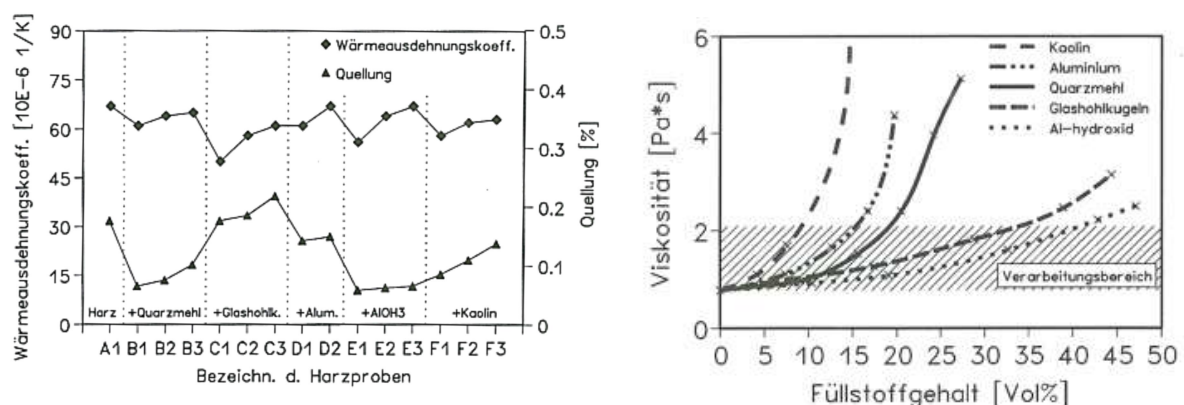 Wärmeausdehnungskoeff. [10E-6 1/K]
90
75
60
45
30
15
0
Wärmeausdehnungskoeff.
Quellung
0.5
0.4
0.3
0.2
0.1
0
Quellung [%]
Harz +Quarzmehl +Glashohlk. +Alum. +AlOH3 +Kaolin
A1 B1 B2 B3 C1 C2 C3 D1 D2 E1 E2 E3 F1 F2 F3
Bezeichn. d. Harzproben
Viskosität [Pa*s]
6
4
2
0
Kaolin
Aluminium
Quarzmehl
Glashohlkugeln
Al-hydroxid
Verarbeitungsbereich
0 5 10 15 20 25 30 35 40 45 50
Füllstoffgehalt [Vol%]